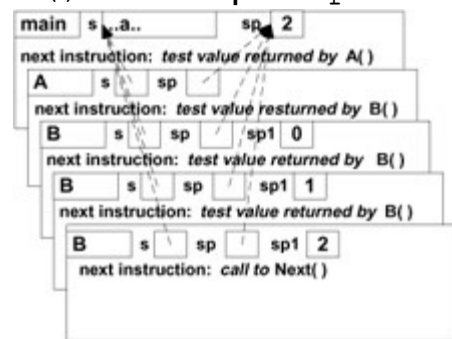 main s ..a.. sp 2
next instruction: test value returned by A( )
A s sp
next instruction: test value resturned by B( )
B s sp sp1 0
next instruction: test value returned by B( )
B s sp sp1 1
next instruction: test value returned by B( )
B s sp sp1 2
next instruction: call to Next( )